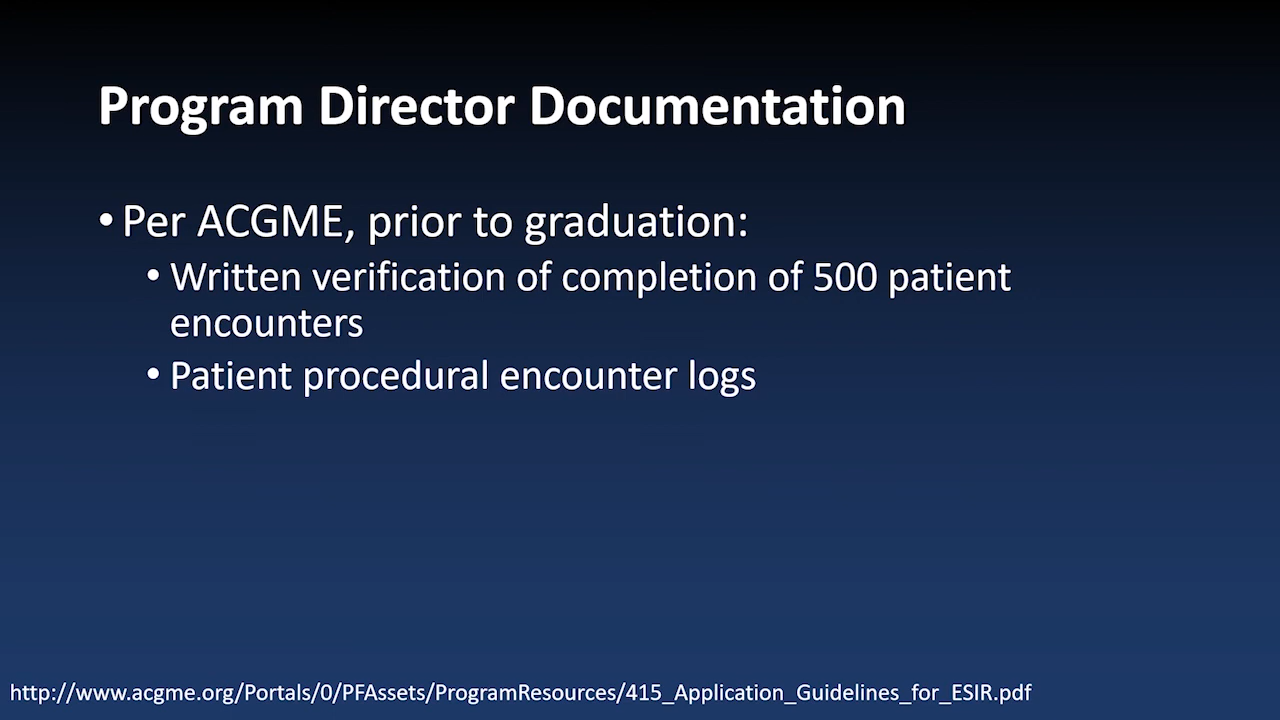 Program Director Documentation
• Per ACGME, prior to graduation:
• Written verification of completion of 500 patient
encounters
• Patient procedural encounter logs
http://www.acgme.org/Portals/0/PFAssets/ProgramResources/415_Application_Guidelines_for_ESIR.pdf